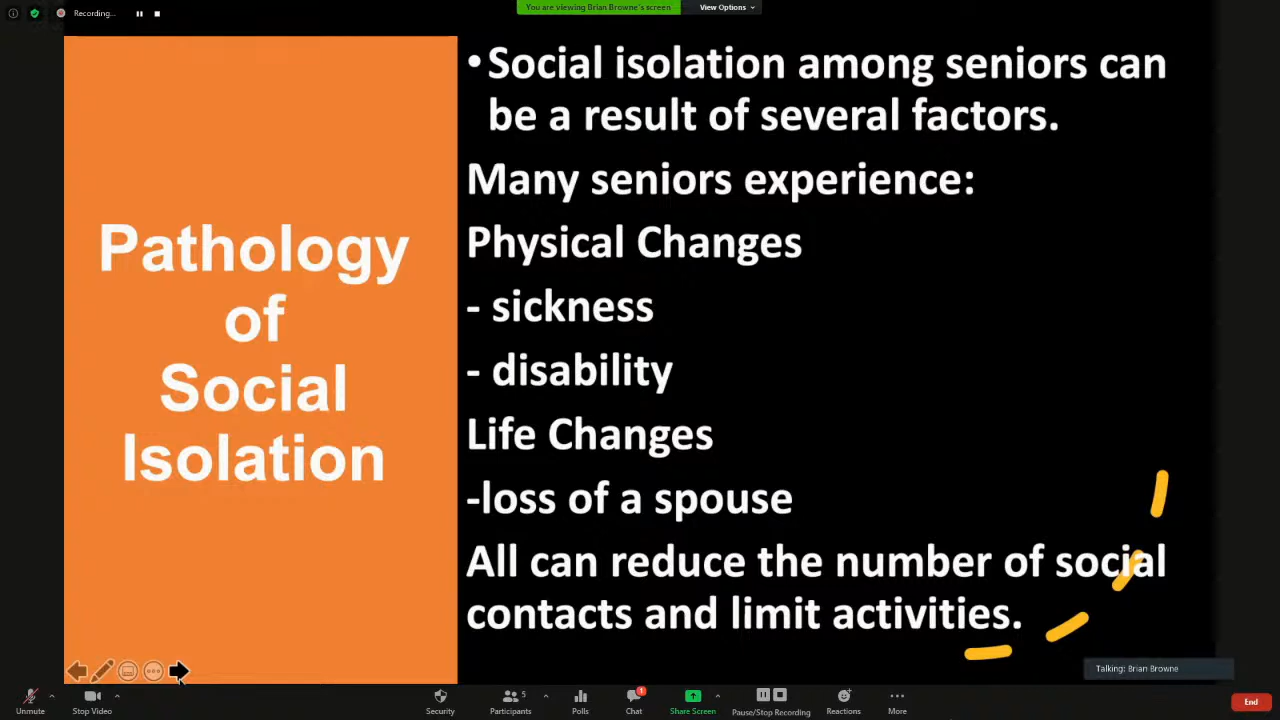 Recording...
You are viewing Brian Browne's screen
View Options
Pathology
of
Social
Isolation
•Social isolation among seniors can
be a result of several factors.
Many seniors experience:
Physical Changes
- sickness
- disability
Life Changes
-loss of a spouse
All can reduce the number of social
contacts and limit activities.
Talking: Brian Browne
Unmute
Stop Video
Security
Participants
5
Polls
Chat
1
Share Screen
Pause/Stop Recording
Reactions
More
End